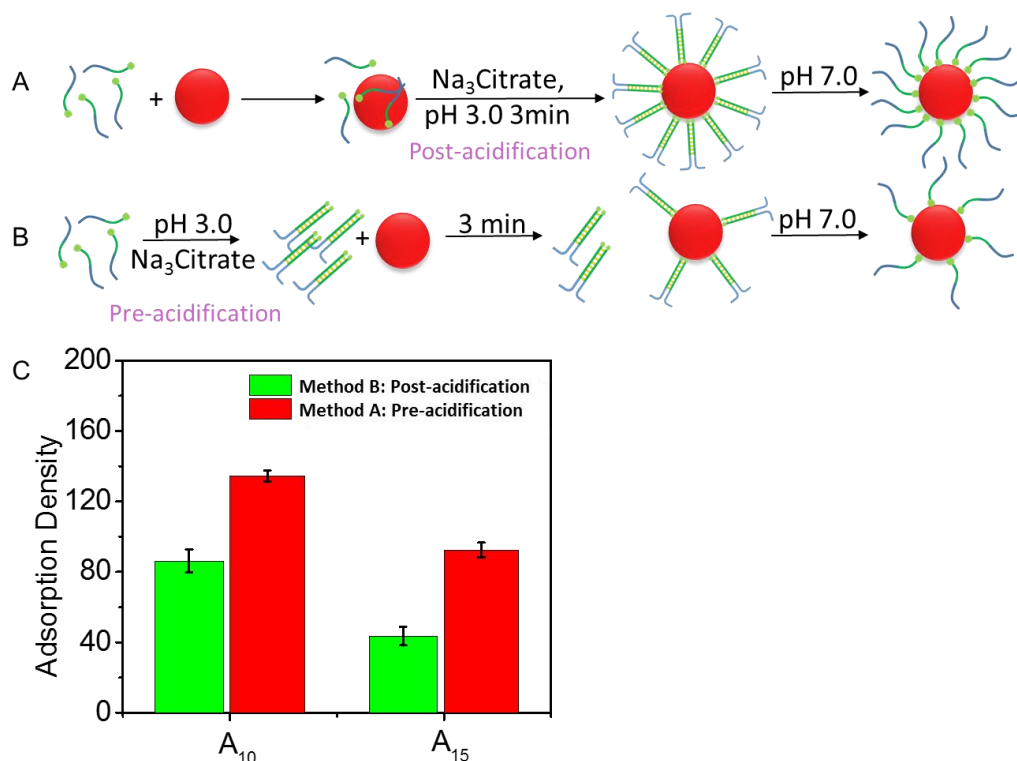 A
+
Na₃Citrate,
pH 3.0 3min
Post-acidification
pH 7.0
B
pH 3.0
Na₃Citrate
Pre-acidification
+
3 min
pH 7.0
C
Adsorption Density
200
160
120
80
40
0
Method B: Post-acidification
Method A: Pre-acidification
A₁₀
A₁₅